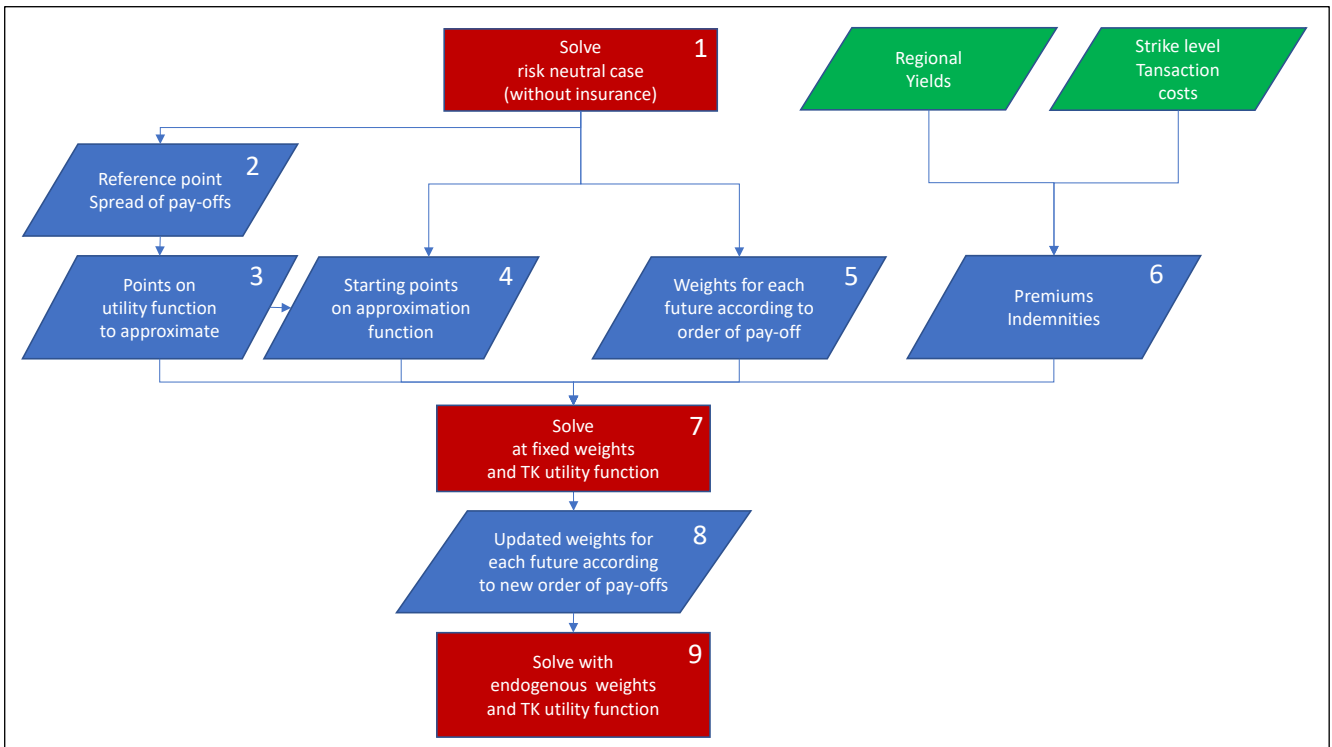 1
Solve
risk neutral case
(without insurance)
Regional
Yields
Strike level
Tansaction
costs
2
Reference point
Spread of pay-offs
3
Points on
utility function
to approximate
4
Starting points
on approximation
function
5
Weights for each
future according to
order of pay-off
6
Premiums
Indemnities
7
Solve
at fixed weights
and TK utility function
8
Updated weights for
each future according
to new order of pay-offs
9
Solve with
endogenous weights
and TK utility function